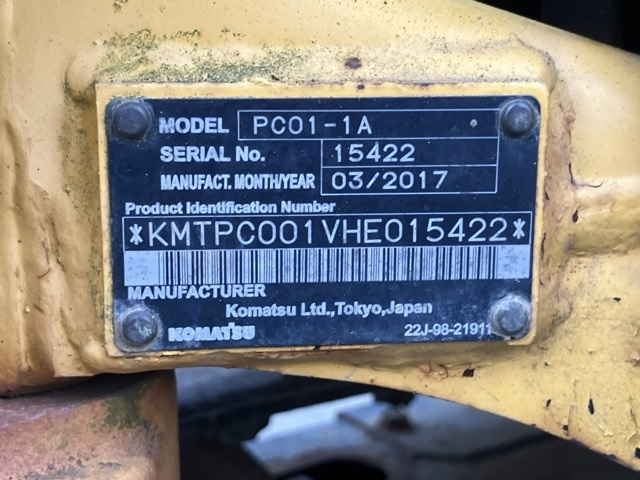 MODEL PC01-1A
SERIAL No. 15422
MANUFACT. MONTH/YEAR 03/2017
Product Identification Number
*KMTPC001VHE015422*
MANUFACTURER
Komatsu Ltd.,Tokyo,Japan
KOMATSU 22J-98-21911